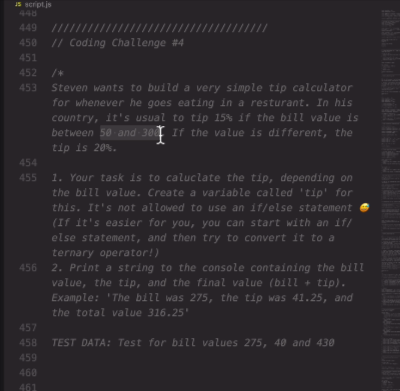 script.js
448
449 ///////////////////////////////////
450 // Coding Challenge #4
451
452 /*
453 Steven wants to build a very simple tip calculator
for whenever he goes eating in a resturant. In his
country, it's usual to tip 15% if the bill value is
between 50 and 300. If the value is different, the
tip is 20%.
454
455 1. Your task is to caluclate the tip, depending on
the bill value. Create a variable called 'tip' for
this. It's not allowed to use an if/else statement 😅
(If it's easier for you, you can start with an if/
else statement, and then try to convert it to a
ternary operator!)
456 2. Print a string to the console containing the bill
value, the tip, and the final value (bill + tip).
Example: 'The bill was 275, the tip was 41.25, and
the total value 316.25'
457
458 TEST DATA: Test for bill values 275, 40 and 430
459
460
461